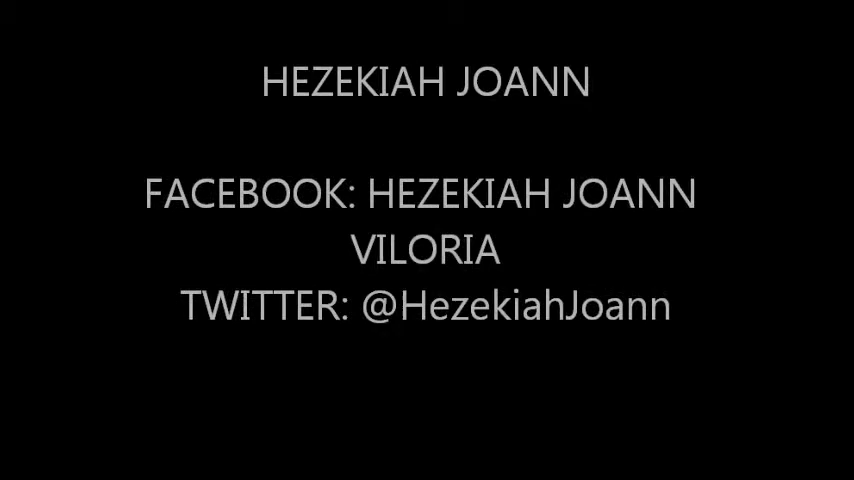 HEZEKIAH JOANN
FACEBOOK: HEZEKIAH JOANN
VILORIA
TWITTER: @HezekiahJoann